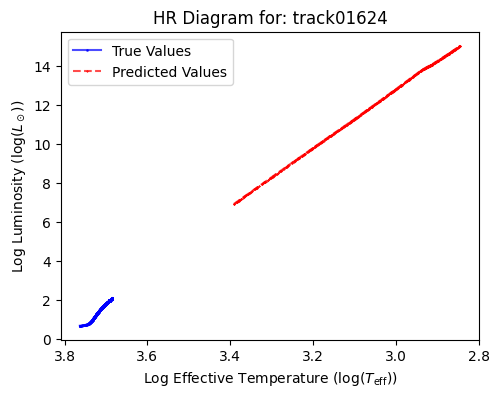 HR Diagram for: track01624
True Values
Predicted Values
Log Luminosity (log(L⊙))
14
12
10
8
6
4
2
0
3.8 3.6 3.4 3.2 3.0 2.8
Log Effective Temperature (log(T_eff))